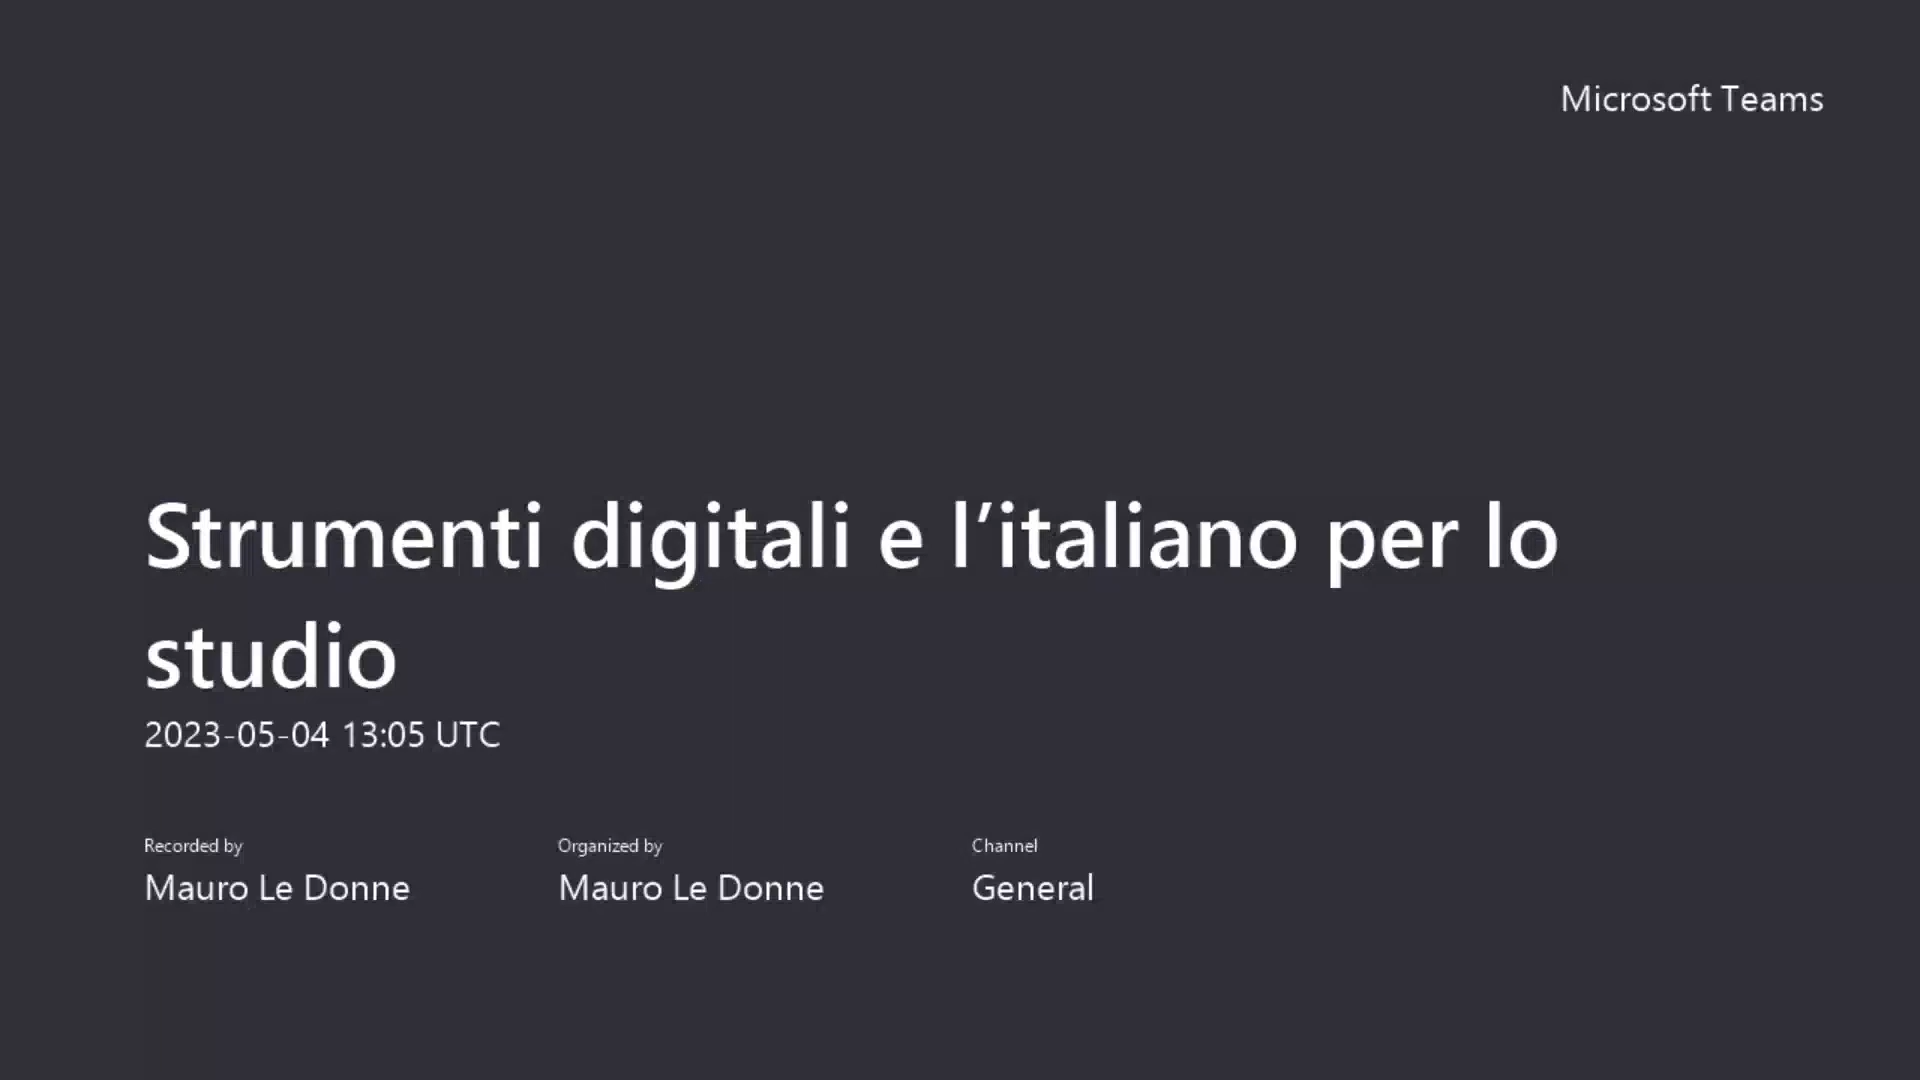 Microsoft Teams
Strumenti digitali e l’italiano per lo
studio
2023-05-04 13:05 UTC
Recorded by
Mauro Le Donne
Organized by
Mauro Le Donne
Channel
General